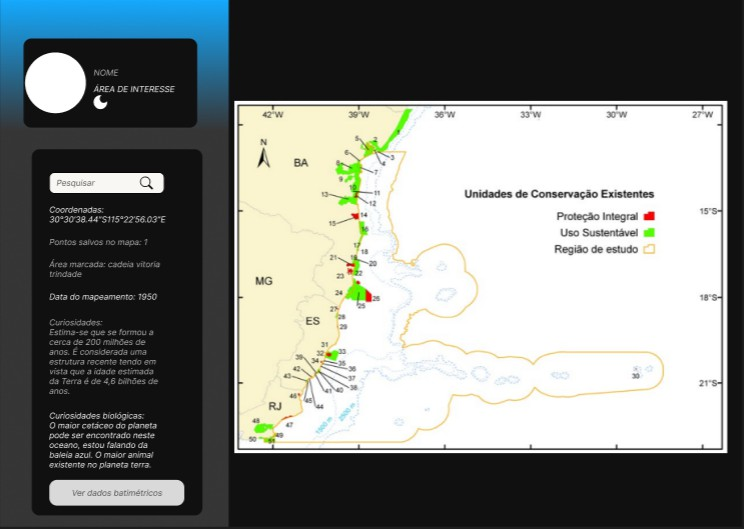 NOME
ÁREA DE INTERESSE
Pesquisar
Coordenadas:
30°30'38.44"S115°22'56.03"E
Pontos salvos no mapa: 1
Área marcada: cadeia vitoria
trindade
Data do mapeamento: 1950
Curiosidades:
Estima-se que se formou a
cerca de 200 milhões de
anos. É considerada uma
estrutura recente tendo em
vista que a idade estimada
da Terra é de 4,6 bilhões de
anos.
Curiosidades biológicas:
O maior cetáceo do planeta
pode ser encontrado neste
oceano, estou falando da
baleia azul. O maior animal
existente no planeta terra.
Ver dados batimétricos
42°W 39°W 36°W 33°W 30°W 27°W
N
BA
MG
ES
RJ
Unidades de Conservação Existentes
Proteção Integral
Uso Sustentável
Região de estudo
15°S
18°S
21°S
1
2
5
6
3
4
8
7
9
10
11
13
12
14
15
16
17
18
19
20
21
22
23
24
25
26
27
28
29
31
32
33
34
35
39
36
42
37
43
38
40
41
46
45
44
30
48
47
49
50
51
1000 m
2000 m